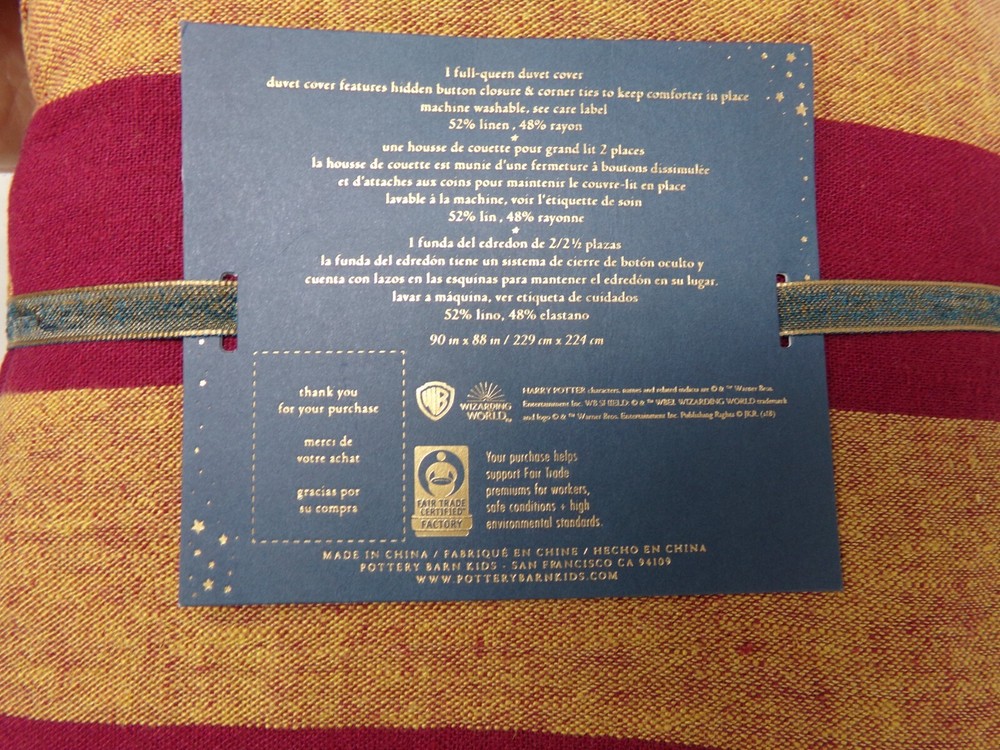 1 full-queen duvet cover
duvet cover features hidden button closure & corner ties to keep comforter in place
machine washable, see care label
52% linen , 48% rayon
une housse de couette pour grand lit 2 places
la housse de couette est munie d'une fermeture à boutons dissimulée
et d'attaches aux coins pour maintenir le couvre-lit en place
lavable à la machine, voir l'étiquette de soin
52% lin , 48% rayonne
1 funda del edredon de 2/2½ plazas
la funda del edredón tiene un sistema de cierre de botón oculto y
cuenta con lazos en las esquinas para mantener el edredón en su lugar.
lavar a máquina, ver etiqueta de cuidados
52% lino, 48% elastano
90 in x 88 in / 229 cm x 224 cm
thank you
for your purchase
merci de
votre achat
gracias por
su compra
WB
WIZARDING
WORLD
HARRY POTTER characters, names and related indicia are © & ™ Warner Bros.
Entertainment Inc. WB SHIELD: © & ™ WBEI. WIZARDING WORLD trademark
and logo © & ™ Warner Bros. Entertainment Inc. Publishing Rights © JKR. (s18)
FAIR TRADE
CERTIFIED
FACTORY
Your purchase helps
support Fair Trade
premiums for workers,
safe conditions + high
environmental standards.
MADE IN CHINA / FABRIQUÉ EN CHINE / HECHO EN CHINA
POTTERY BARN KIDS - SAN FRANCISCO CA 94109
WWW.POTTERYBARNKIDS.COM